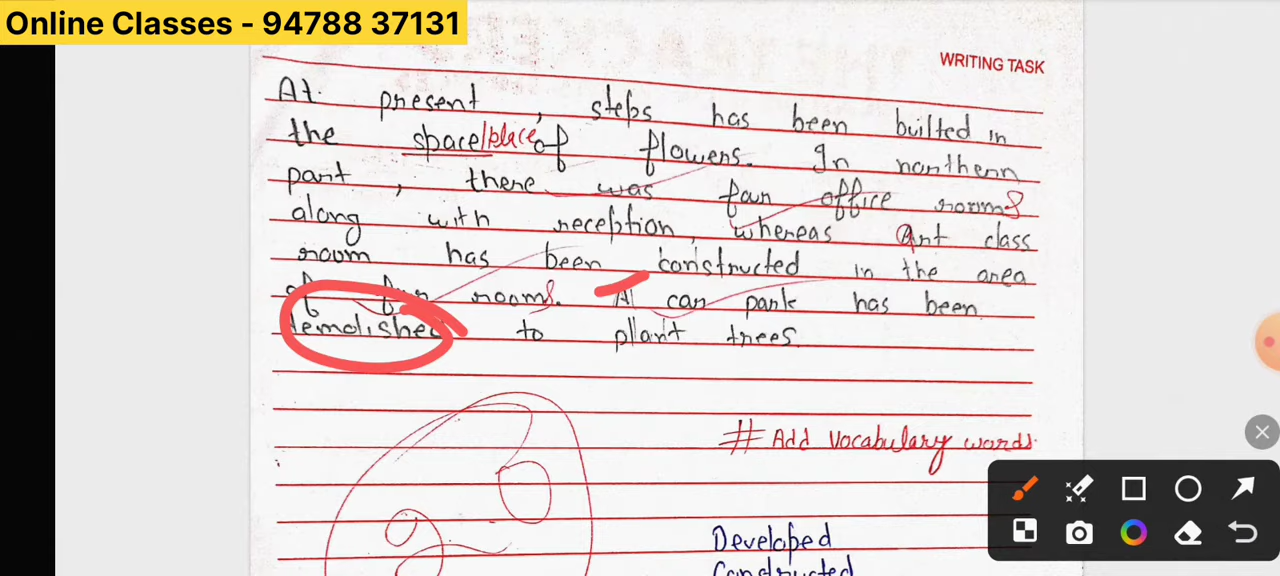 Online Classes - 94788 37131
WRITING TASK
At present, steps has been builted in
the space/place of flowers. In northern
part, there was four office rooms
along with reception, whereas Art class
room has been constructed in the area
of four rooms. A car park has been
demolished to plant trees.
# Add vocabulary words.
Developed
Constructed